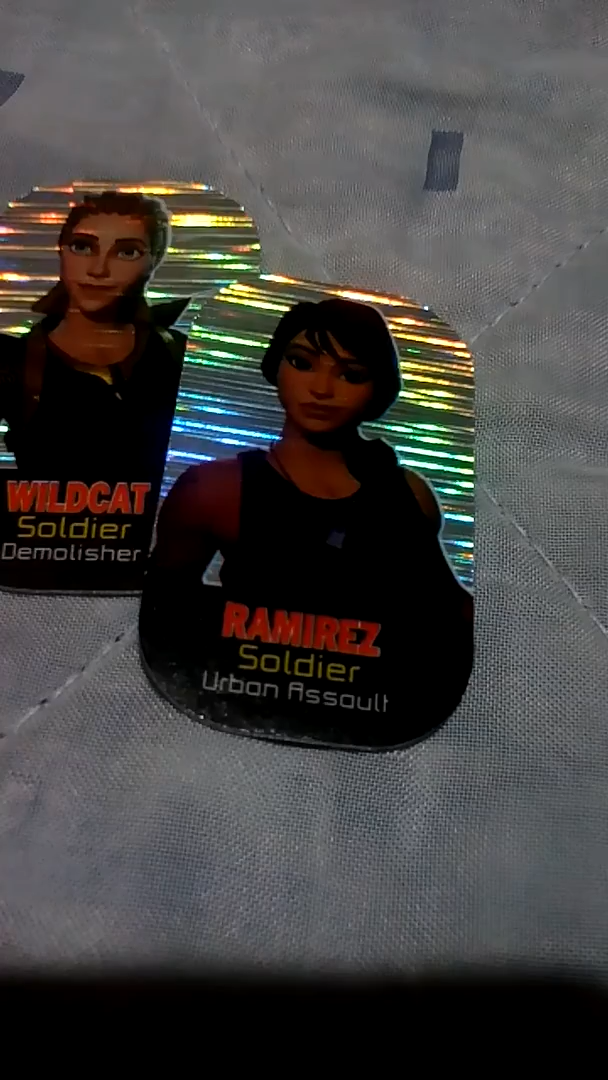 WILDCAT
Soldier
Demolisher
RAMIREZ
Soldier
Urban Assault